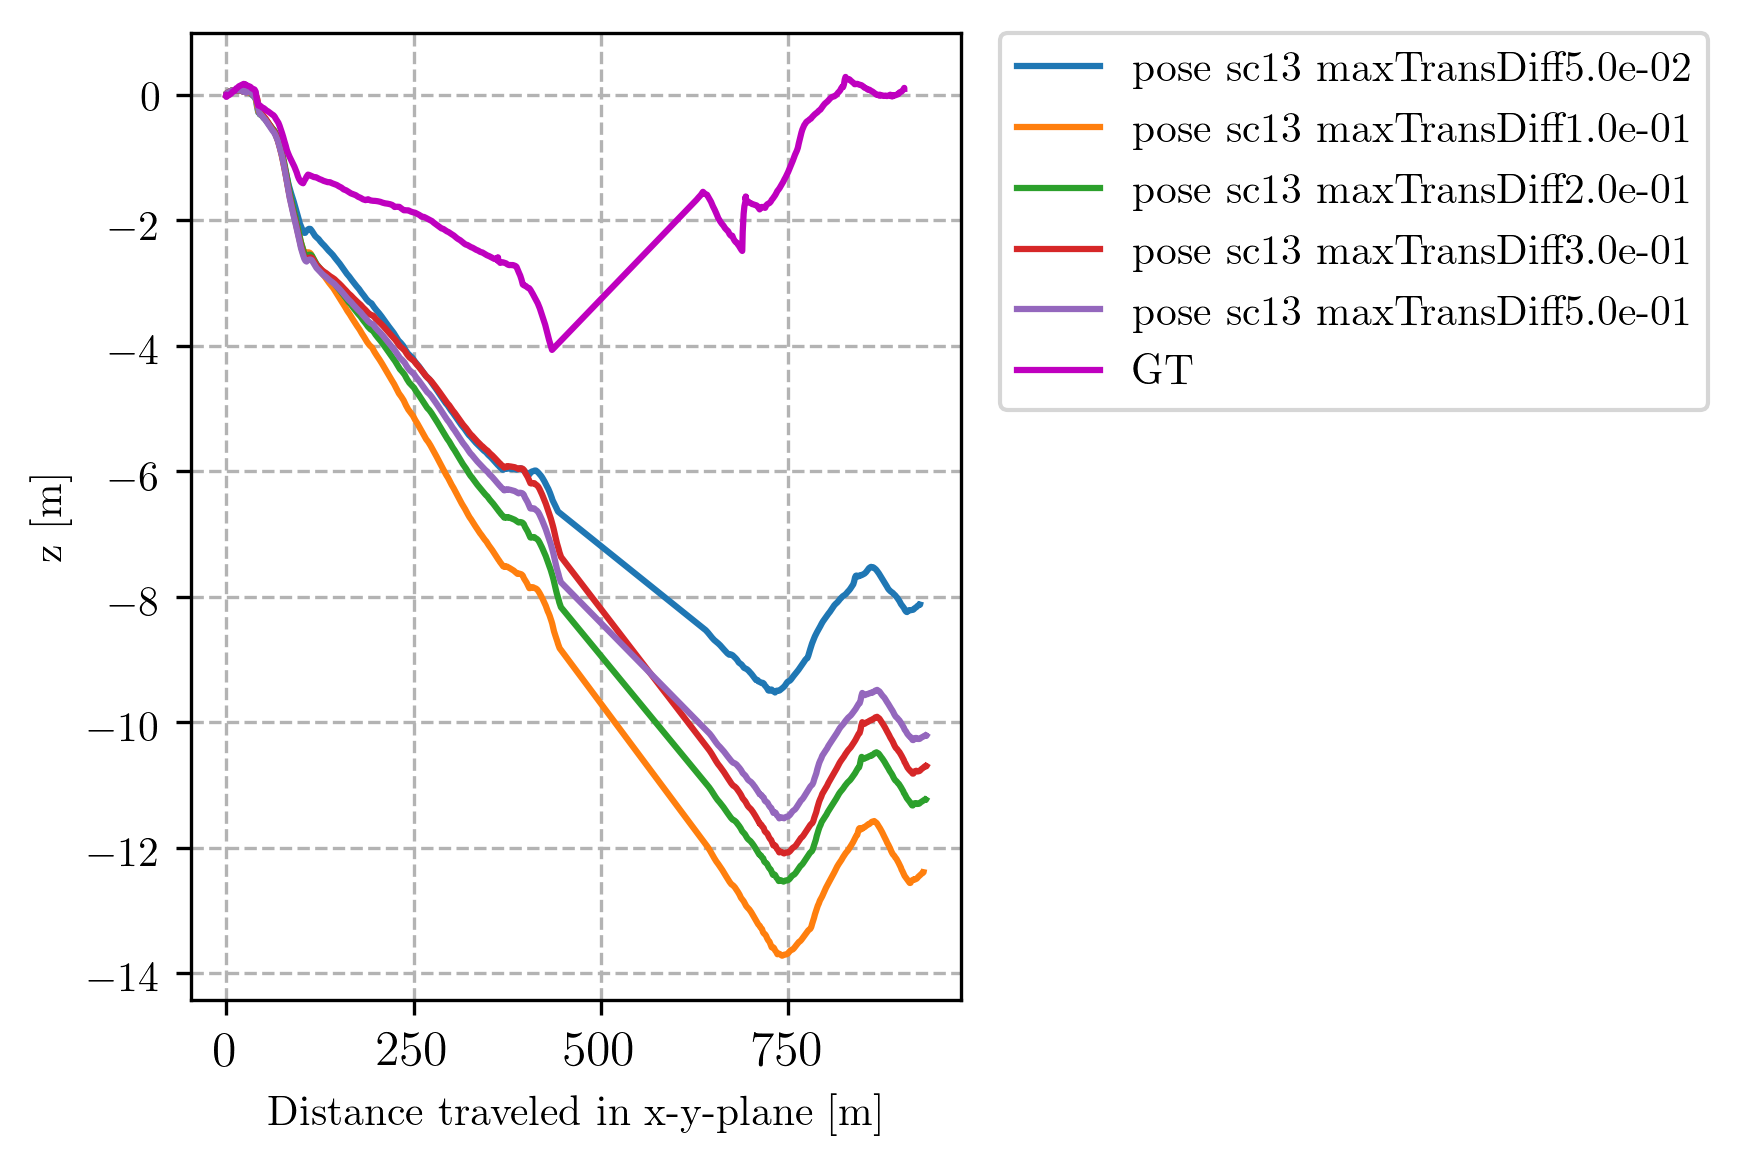 0
−2
−4
−6
−8
−10
−12
−14
z [m]
0 250 500 750
Distance traveled in x-y-plane [m]
pose sc13 maxTransDiff5.0e-02
pose sc13 maxTransDiff1.0e-01
pose sc13 maxTransDiff2.0e-01
pose sc13 maxTransDiff3.0e-01
pose sc13 maxTransDiff5.0e-01
GT